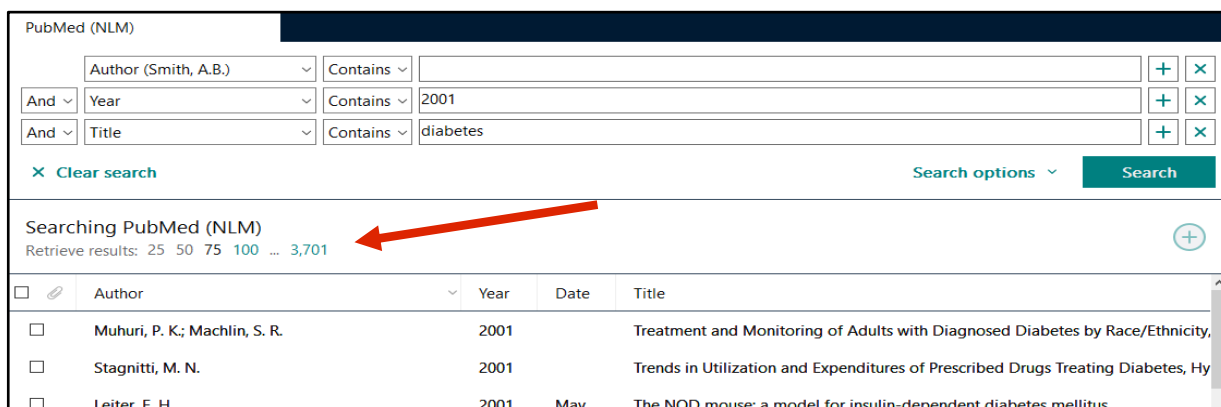 PubMed (NLM)
Author (Smith, A.B.) Contains
And Year Contains 2001
And Title Contains diabetes
Clear search Search options Search
Searching PubMed (NLM)
Retrieve results: 25 50 75 100 ... 3,701
Author Year Date Title
Muhuri, P. K.; Machlin, S. R. 2001 Treatment and Monitoring of Adults with Diagnosed Diabetes by Race/Ethnicity,
Stagnitti, M. N. 2001 Trends in Utilization and Expenditures of Prescribed Drugs Treating Diabetes, Hy
Leiter, E. H. 2001 May The NOD mouse: a model for insulin-dependent diabetes mellitus